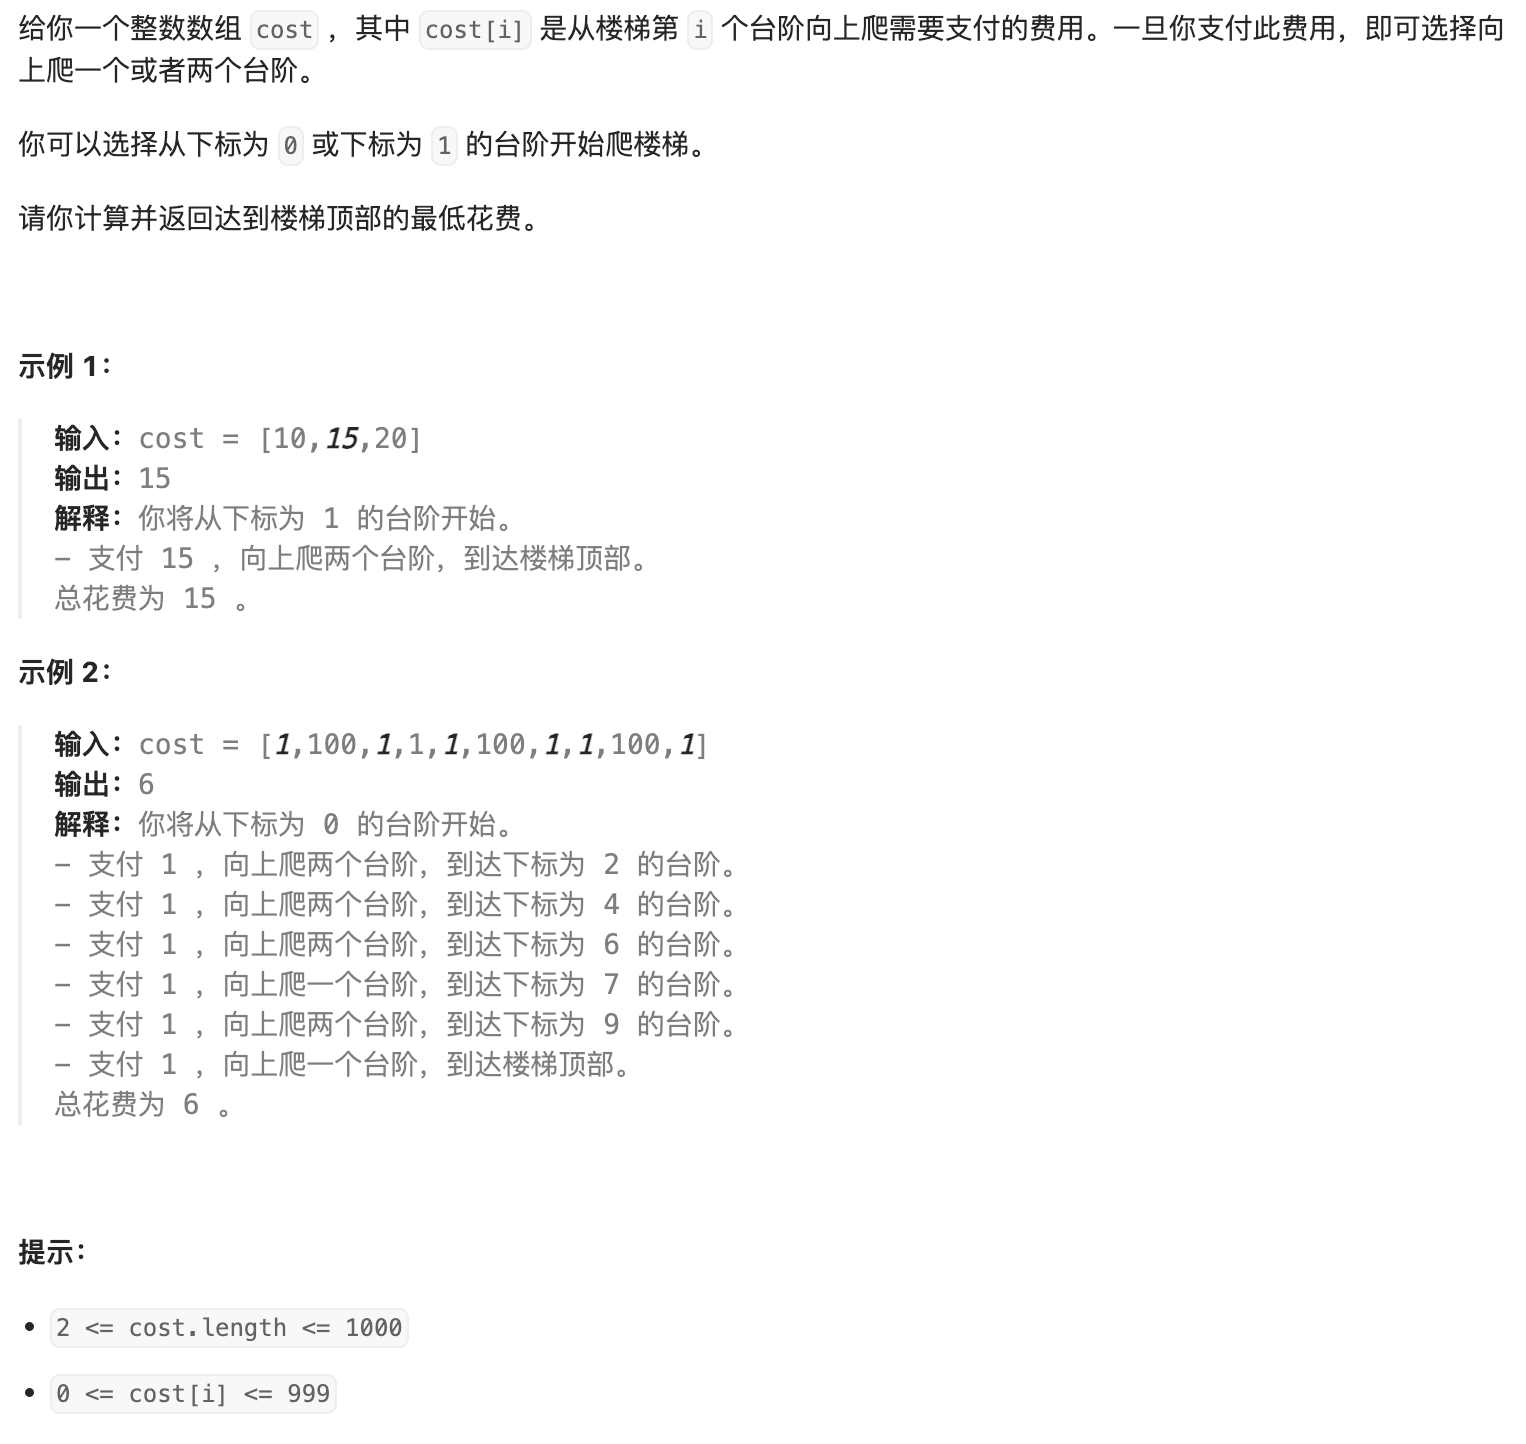 给你一个整数数组 cost ，其中 cost[i] 是从楼梯第 i 个台阶向上爬需要支付的费用。一旦你支付此费用，即可选择向
上爬一个或者两个台阶。
你可以选择从下标为 0 或下标为 1 的台阶开始爬楼梯。
请你计算并返回达到楼梯顶部的最低花费。
示例 1：
输入：cost = [10,15,20]
输出：15
解释：你将从下标为 1 的台阶开始。
- 支付 15 ，向上爬两个台阶，到达楼梯顶部。
总花费为 15 。
示例 2：
输入：cost = [1,100,1,1,1,100,1,1,100,1]
输出：6
解释：你将从下标为 0 的台阶开始。
- 支付 1 ，向上爬两个台阶，到达下标为 2 的台阶。
- 支付 1 ，向上爬两个台阶，到达下标为 4 的台阶。
- 支付 1 ，向上爬两个台阶，到达下标为 6 的台阶。
- 支付 1 ，向上爬一个台阶，到达下标为 7 的台阶。
- 支付 1 ，向上爬两个台阶，到达下标为 9 的台阶。
- 支付 1 ，向上爬一个台阶，到达楼梯顶部。
总花费为 6 。
提示：
• 2 <= cost.length <= 1000
• 0 <= cost[i] <= 999